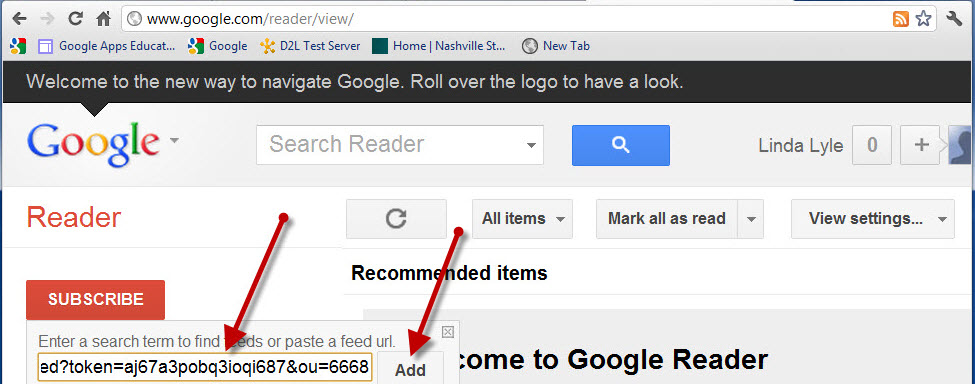 www.google.com/reader/view/
Google Apps Educat... Google D2L Test Server Home | Nashville St... New Tab
Welcome to the new way to navigate Google. Roll over the logo to have a look.
Google Search Reader Linda Lyle 0 +
Reader All items Mark all as read View settings...
Recommended items
SUBSCRIBE
Enter a search term to find feeds or paste a feed url.
ed?token=aj67a3pobq3ioqi687&ou=6668 Add
come to Google Reader